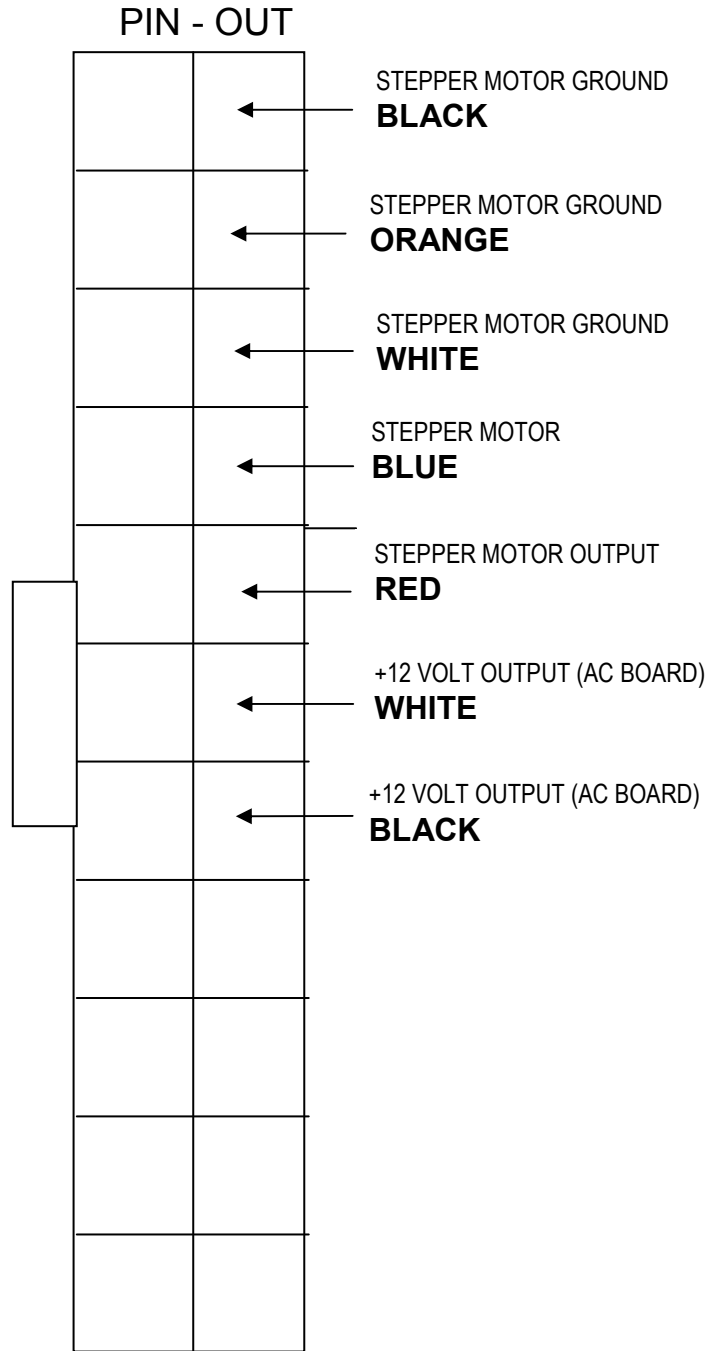 PIN - OUT
STEPPER MOTOR GROUND
BLACK
STEPPER MOTOR GROUND
ORANGE
STEPPER MOTOR GROUND
WHITE
STEPPER MOTOR
BLUE
STEPPER MOTOR OUTPUT
RED
+12 VOLT OUTPUT (AC BOARD)
WHITE
+12 VOLT OUTPUT (AC BOARD)
BLACK